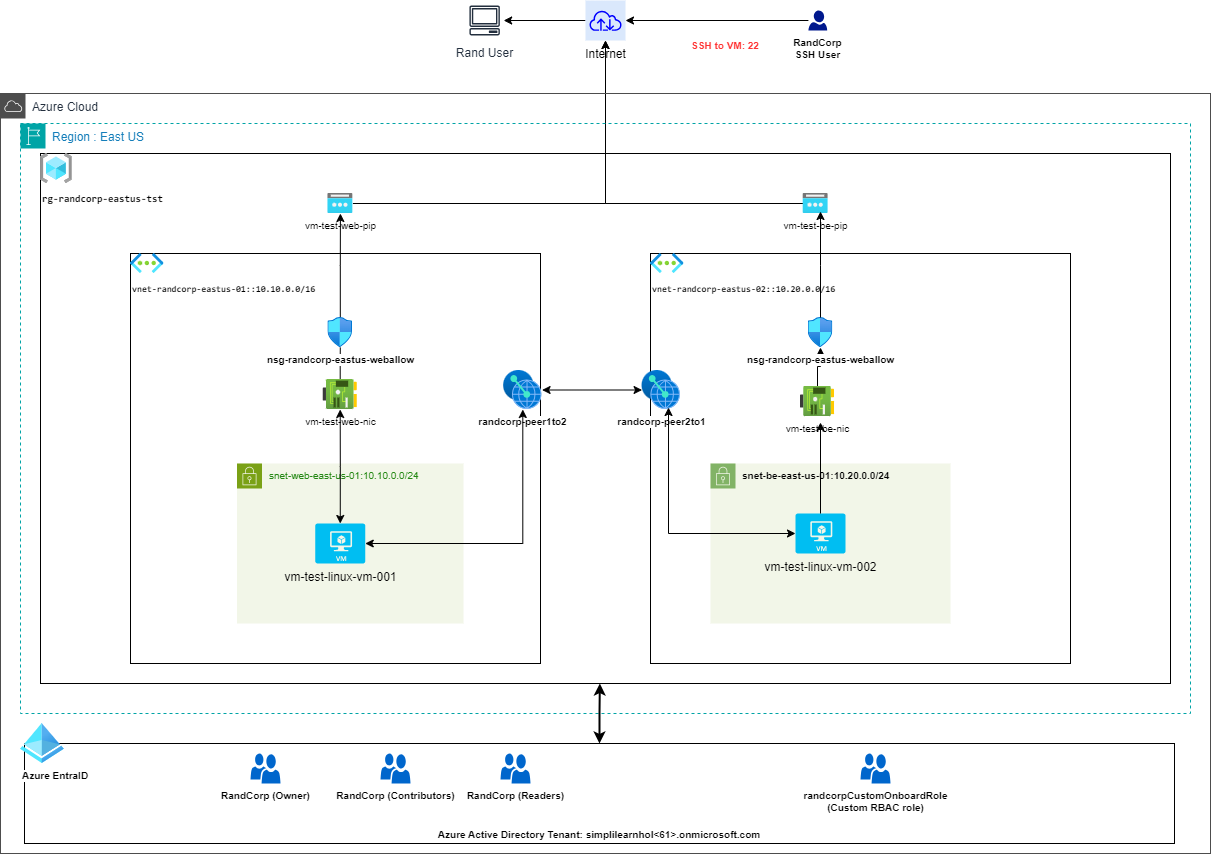 Rand User
Internet
SSH to VM: 22
RandCorp
SSH User
Azure Cloud
Region : East US
rg-randcorp-eastus-tst
vm-test-web-pip
vm-test-be-pip
vnet-randcorp-eastus-01::10.10.0.0/16
vnet-randcorp-eastus-02::10.20.0.0/16
nsg-randcorp-eastus-weballow
nsg-randcorp-eastus-weballow
vm-test-web-nic
randcorp-peer1to2
randcorp-peer2to1
vm-test-be-nic
snet-web-east-us-01:10.10.0.0/24
snet-be-east-us-01:10.20.0.0/24
VM
VM
vm-test-linux-vm-001
vm-test-linux-vm-002
Azure EntraID
RandCorp (Owner)
RandCorp (Contributors)
RandCorp (Readers)
randcorpCustomOnboardRole
(Custom RBAC role)
Azure Active Directory Tenant: simplilearnhol<61>.onmicrosoft.com